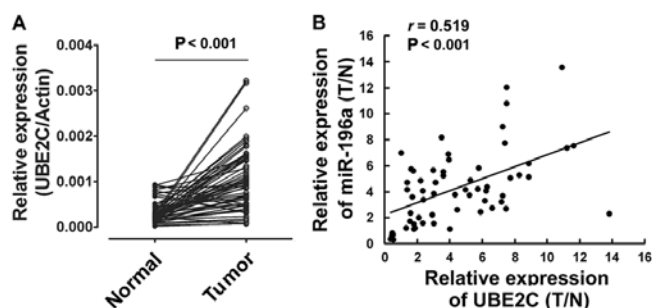 A
P < 0.001
Relative expression
(UBE2C/Actin)
0.004
0.003
0.002
0.001
0.000
Normal
Tumor
B
r = 0.519
P < 0.001
Relative expression
of miR-196a (T/N)
16
14
12
10
8
6
4
2
0
0 2 4 6 8 10 12 14 16
Relative expression
of UBE2C (T/N)